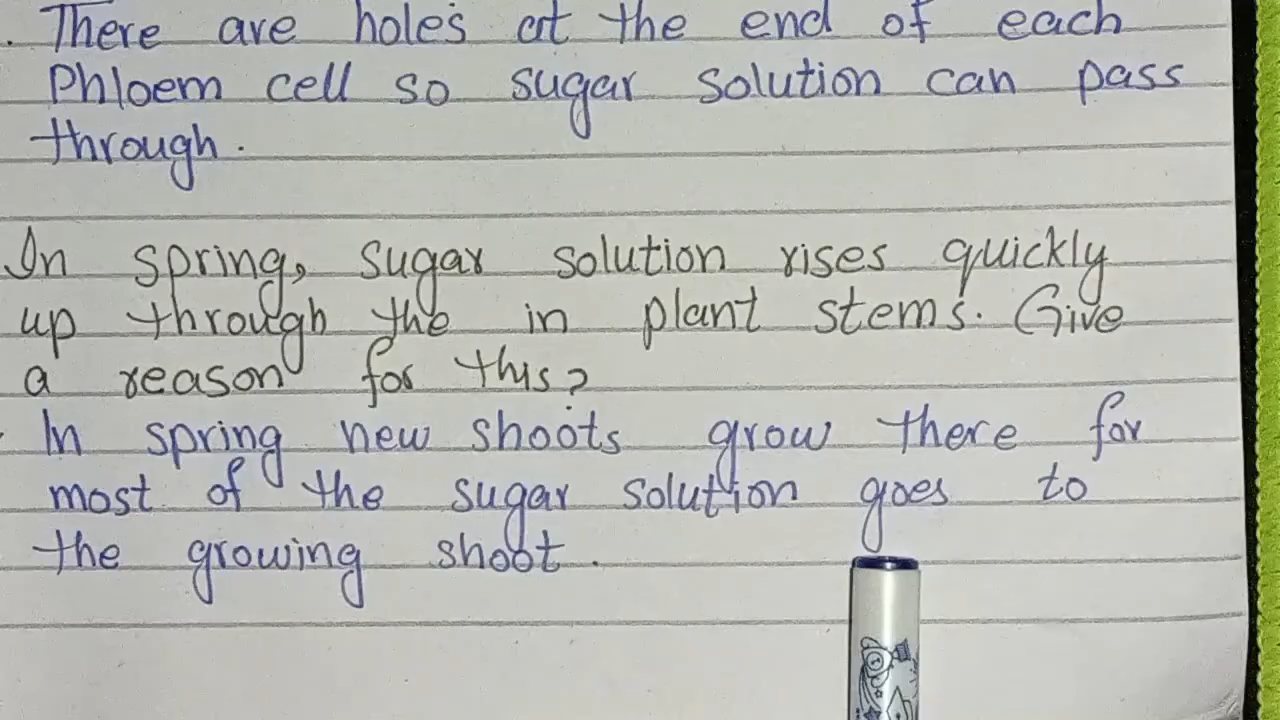 . There are holes at the end of each
Phloem cell so sugar solution can pass
through.
In spring, sugar solution rises quickly
up through the in plant stems. Give
a reason for this?
. In spring new shoots grow there for
most of the sugar solution goes to
the growing shoot.